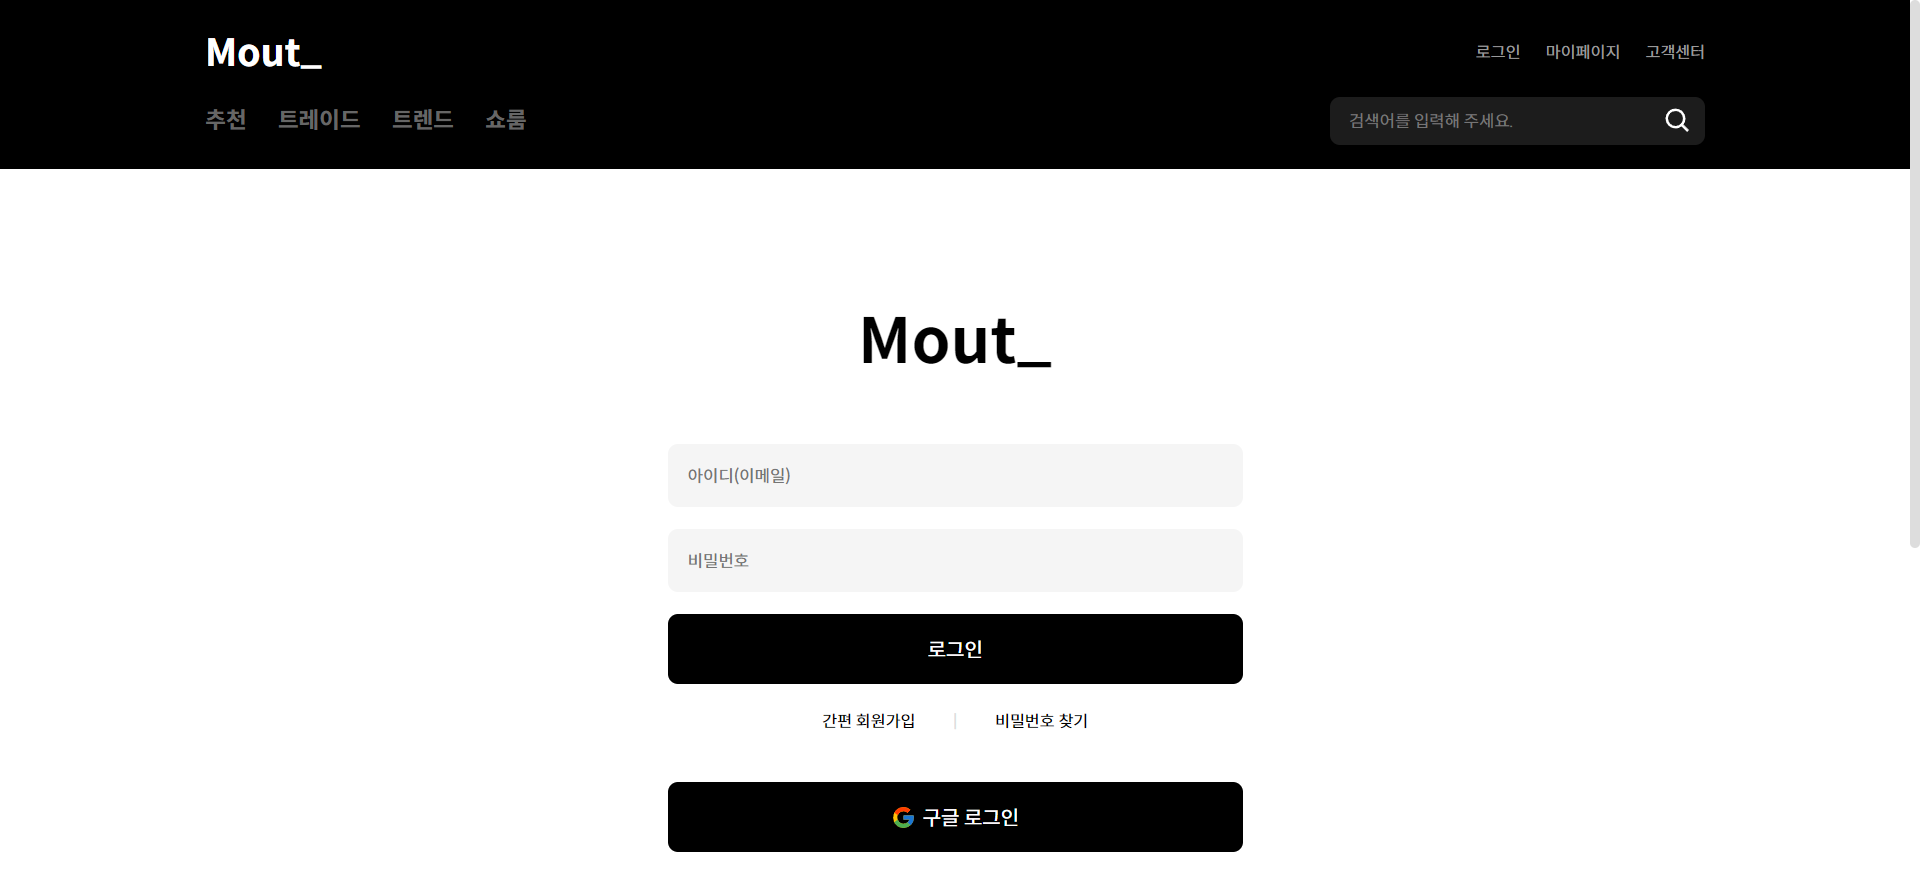 Mout_
로그인 마이페이지 고객센터
추천 트레이드 트렌드 쇼룸
검색어를 입력해 주세요.
Mout_
아이디(이메일)
비밀번호
로그인
간편 회원가입 | 비밀번호 찾기
구글 로그인